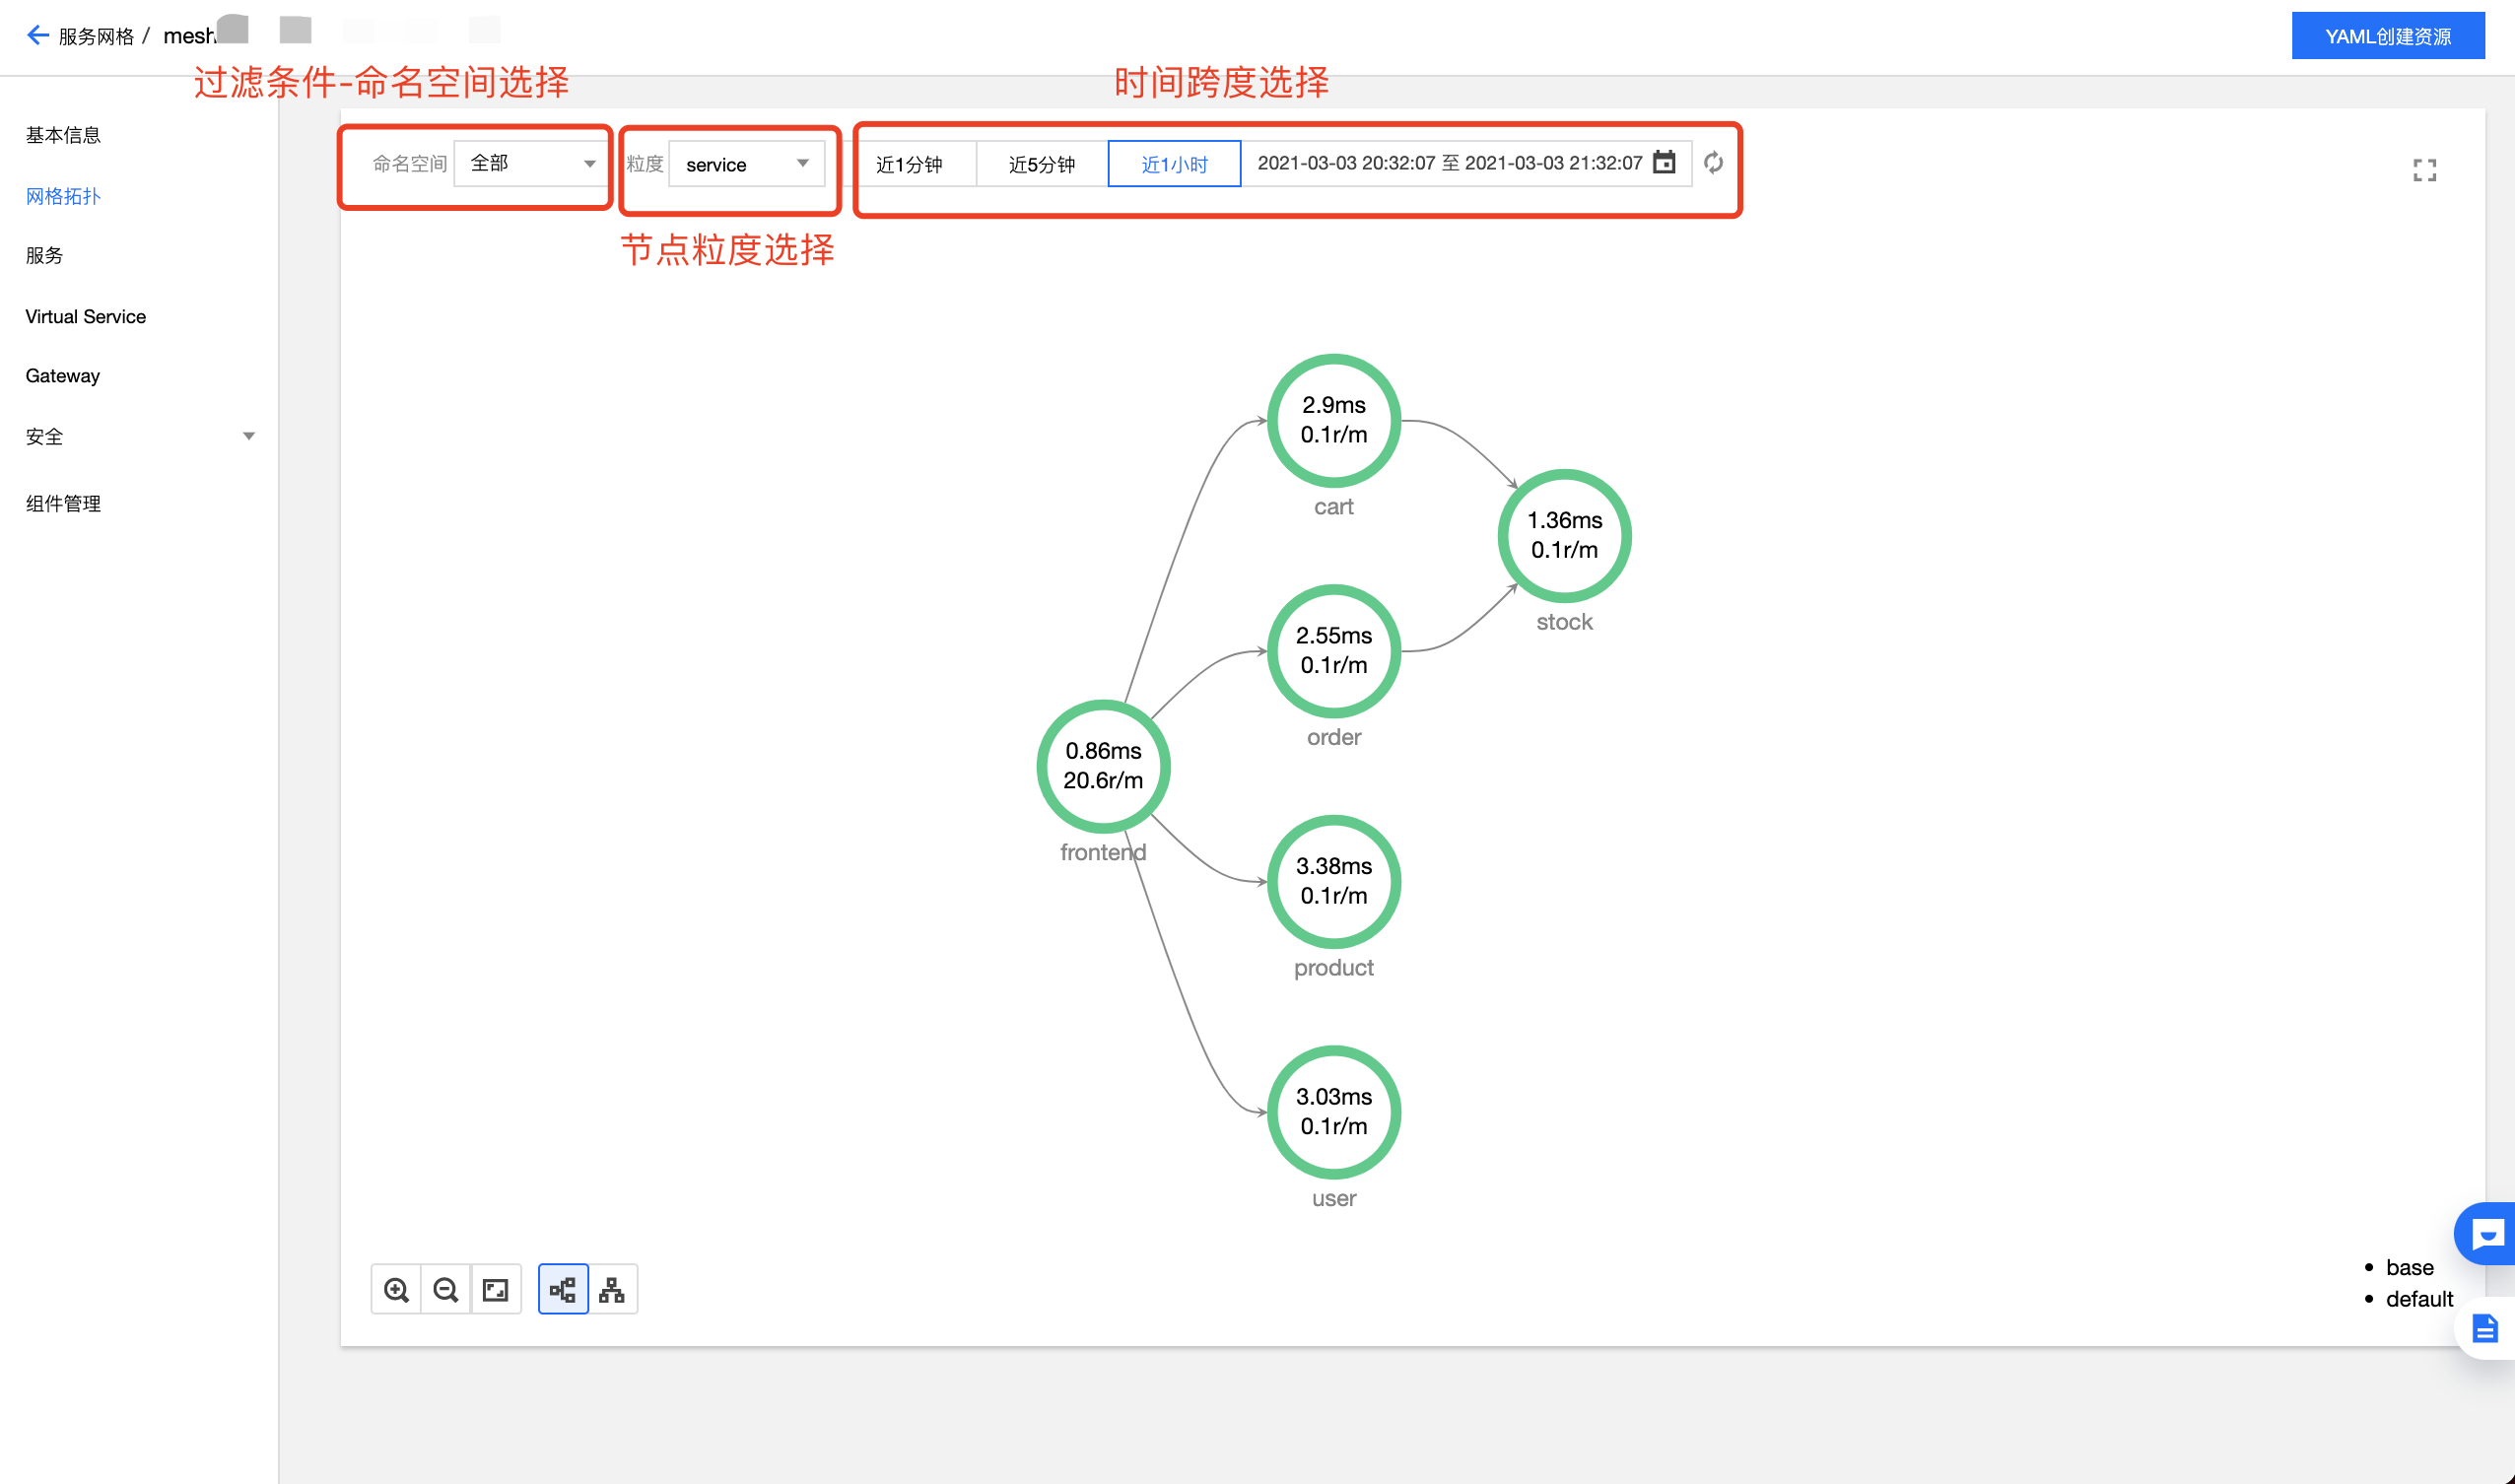 服务网格 / mesh
YAML创建资源
过滤条件-命名空间选择
时间跨度选择
基本信息
网格拓扑
服务
Virtual Service
Gateway
安全
组件管理
命名空间 全部
粒度 service
近1分钟 近5分钟 近1小时 2021-03-03 20:32:07 至 2021-03-03 21:32:07
节点粒度选择
2.9ms
0.1r/m
cart
1.36ms
0.1r/m
stock
2.55ms
0.1r/m
order
0.86ms
20.6r/m
frontend
3.38ms
0.1r/m
product
3.03ms
0.1r/m
user
base
default